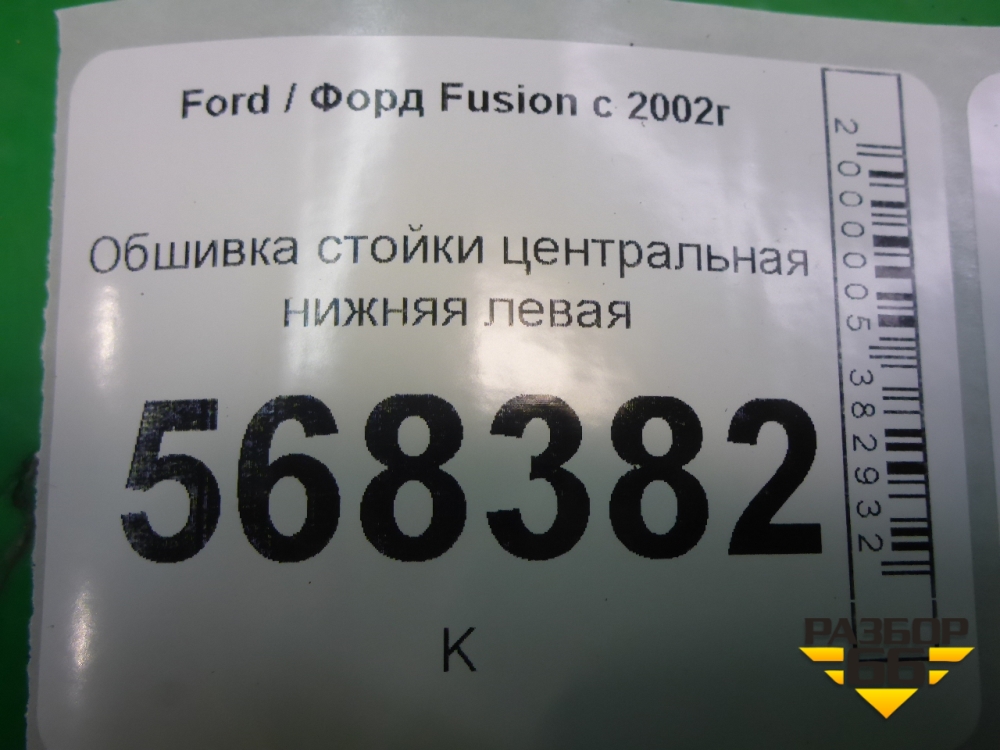 Ford / Форд Fusion с 2002г
Обшивка стойки центральная
нижняя левая
568382
К
2000005382932
РАЗБОР
66